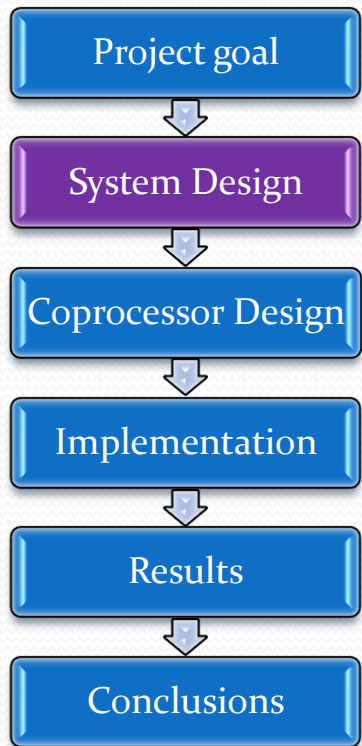 Project goal
System Design
Coprocessor Design
Implementation
Results
Conclusions